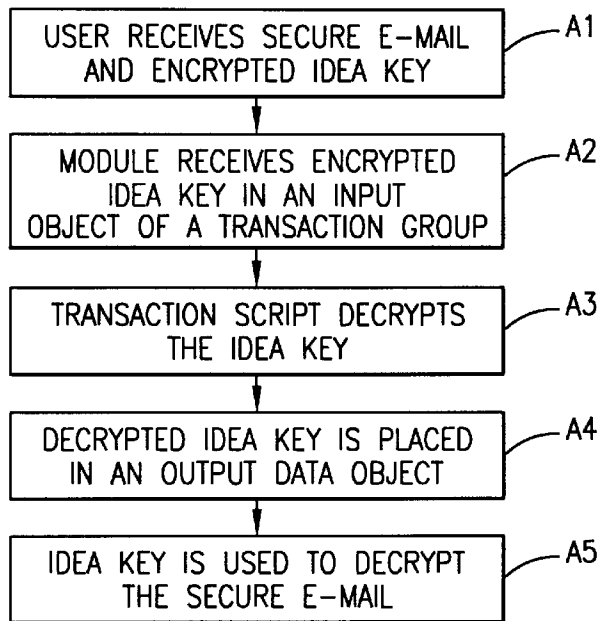 USER RECEIVES SECURE E-MAIL
AND ENCRYPTED IDEA KEY
A1
MODULE RECEIVES ENCRYPTED
IDEA KEY IN AN INPUT
OBJECT OF A TRANSACTION GROUP
A2
TRANSACTION SCRIPT DECRYPTS
THE IDEA KEY
A3
DECRYPTED IDEA KEY IS PLACED
IN AN OUTPUT DATA OBJECT
A4
IDEA KEY IS USED TO DECRYPT
THE SECURE E-MAIL
A5